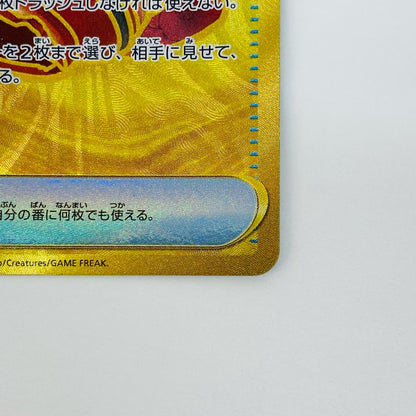 枚トラッシュしなければ使えない。
を2枚まで選び、相手に見せて、
る。
自分の番に何枚でも使える。
/Creatures/GAME FREAK.